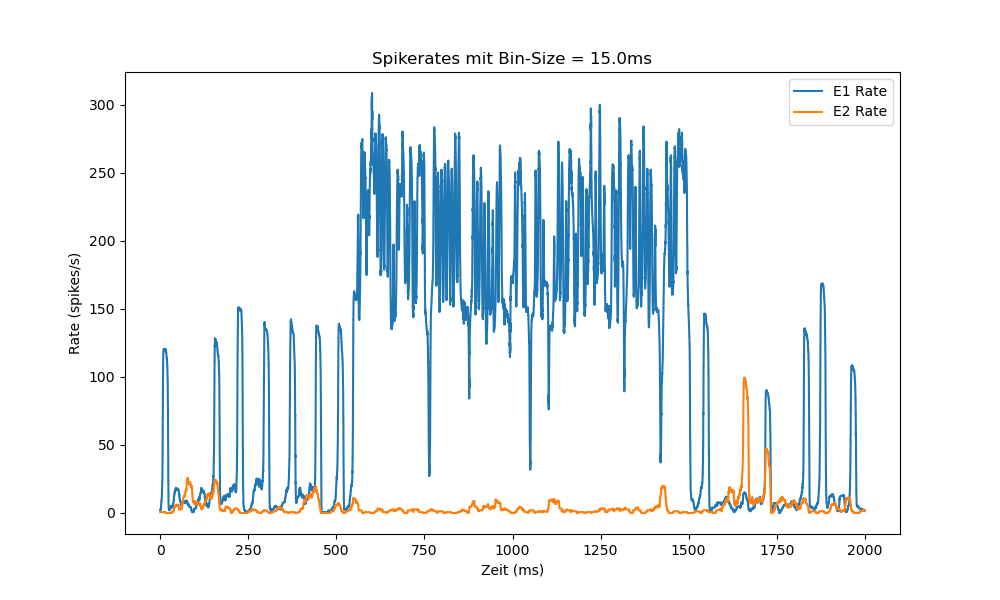 Spikerates mit Bin-Size = 15.0ms
E1 Rate
E2 Rate
300
250
200
150
100
50
0
Rate (spikes/s)
0 250 500 750 1000 1250 1500 1750 2000
Zeit (ms)